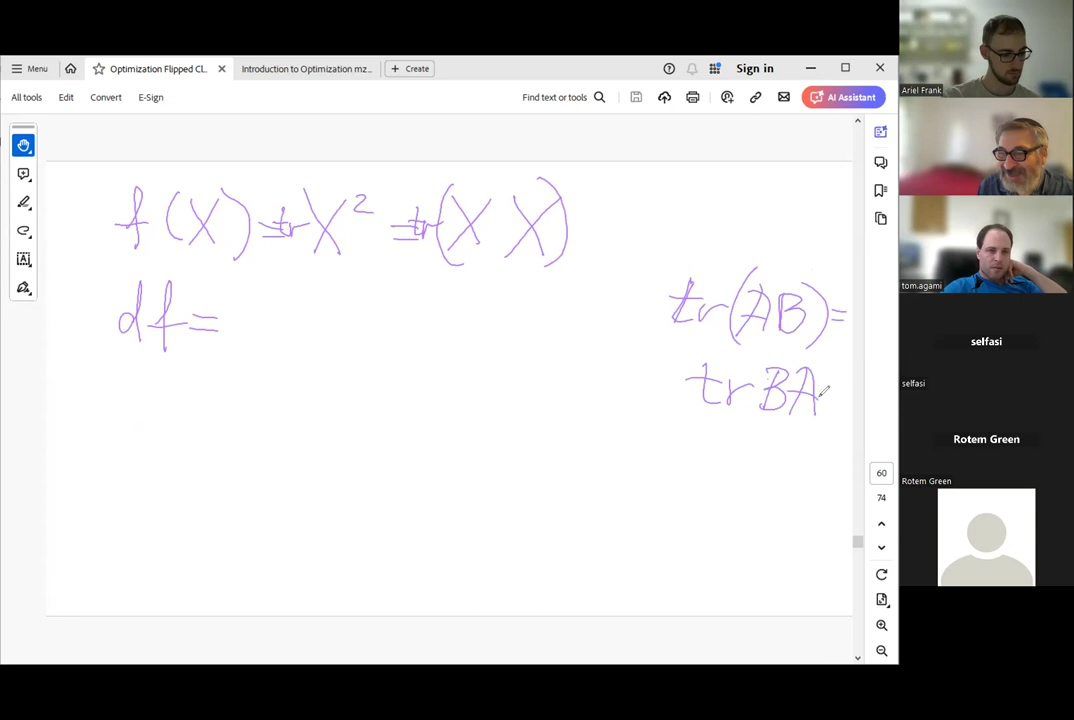 Menu
Optimization Flipped Cl..
Introduction to Optimization mz...
Create
Sign in
All tools
Edit
Convert
E-Sign
Find text or tools
AI Assistant
f(X) = tr X² = tr(X X)
df =
tr(AB) =
tr BA
60
74
Ariel Frank
tom.agami
selfasi
selfasi
Rotem Green
Rotem Green